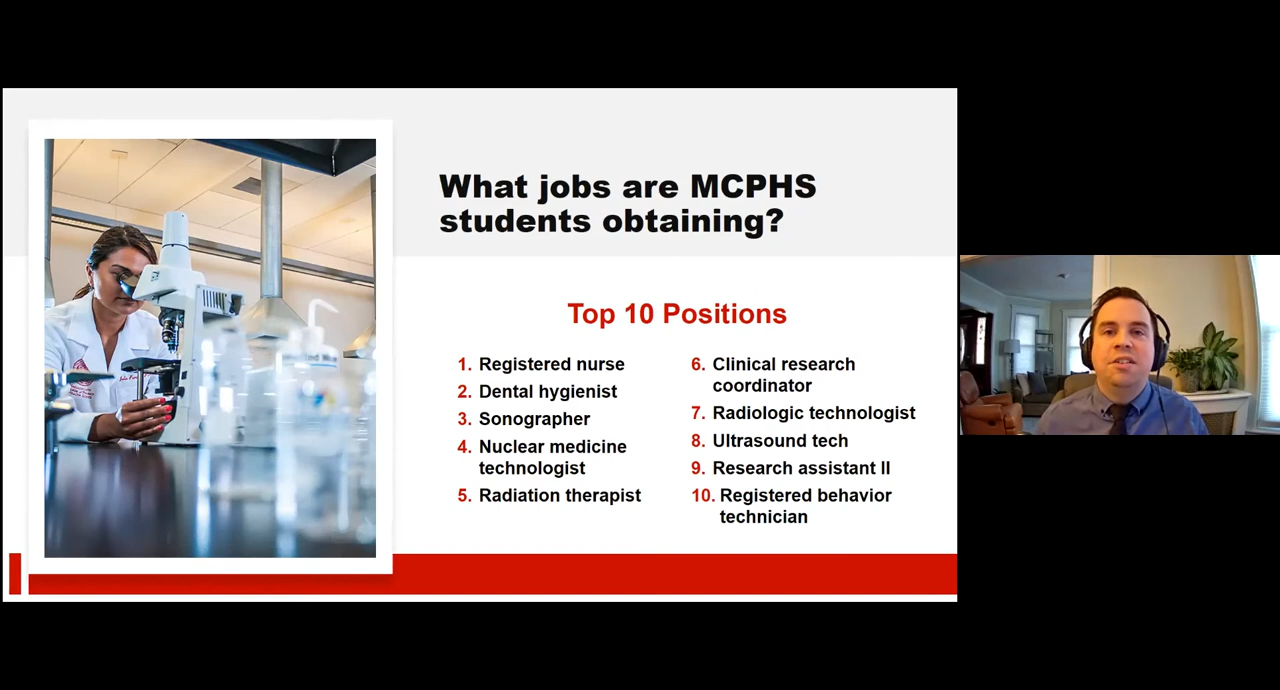 What jobs are MCPHS
students obtaining?
Top 10 Positions
1. Registered nurse
2. Dental hygienist
3. Sonographer
4. Nuclear medicine
technologist
5. Radiation therapist
6. Clinical research
coordinator
7. Radiologic technologist
8. Ultrasound tech
9. Research assistant II
10. Registered behavior
technician